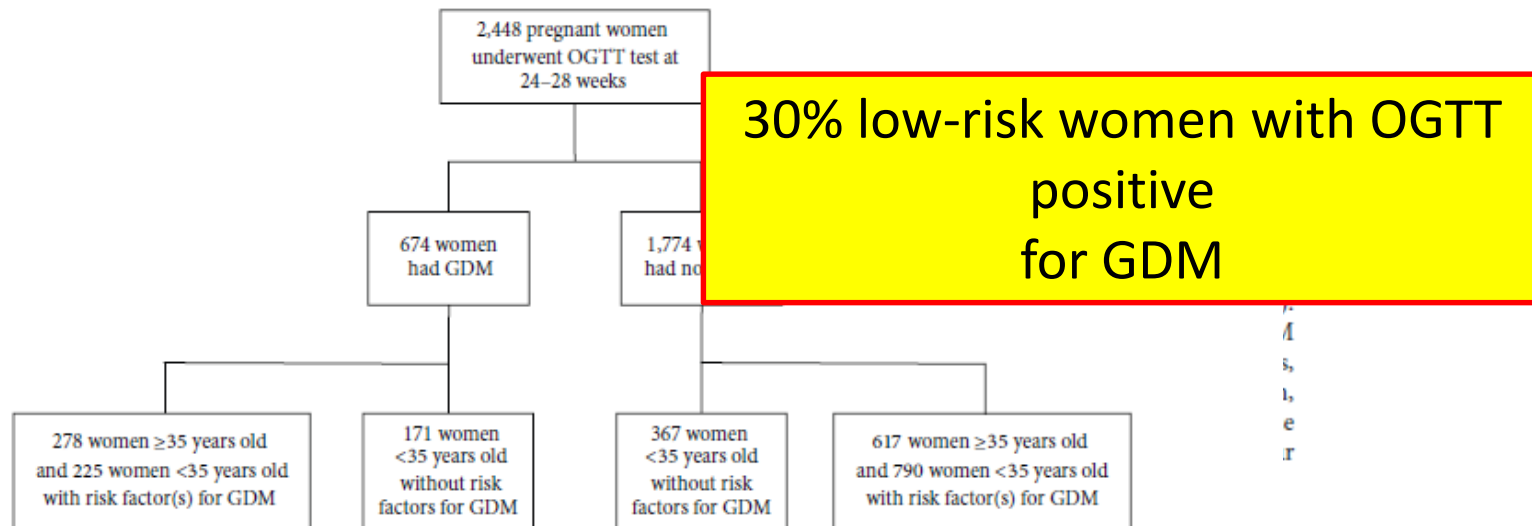 2,448 pregnant women
underwent OGTT test at
24–28 weeks
30% low-risk women with OGTT
positive
for GDM
674 women
had GDM
1,774
had no
278 women ≥35 years old
and 225 women <35 years old
with risk factor(s) for GDM
171 women
<35 years old
without risk
factors for GDM
367 women
<35 years old
without risk
factors for GDM
617 women ≥35 years old
and 790 women <35 years old
with risk factor(s) for GDM